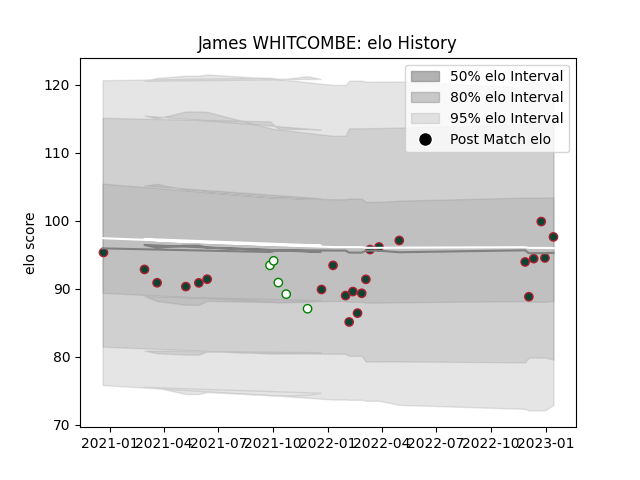 James WHITCOMBE: elo History
50% elo Interval
80% elo Interval
95% elo Interval
Post Match elo
elo score
120
110
100
90
80
70
2021-01 2021-04 2021-07 2021-10 2022-01 2022-04 2022-07 2022-10 2023-01